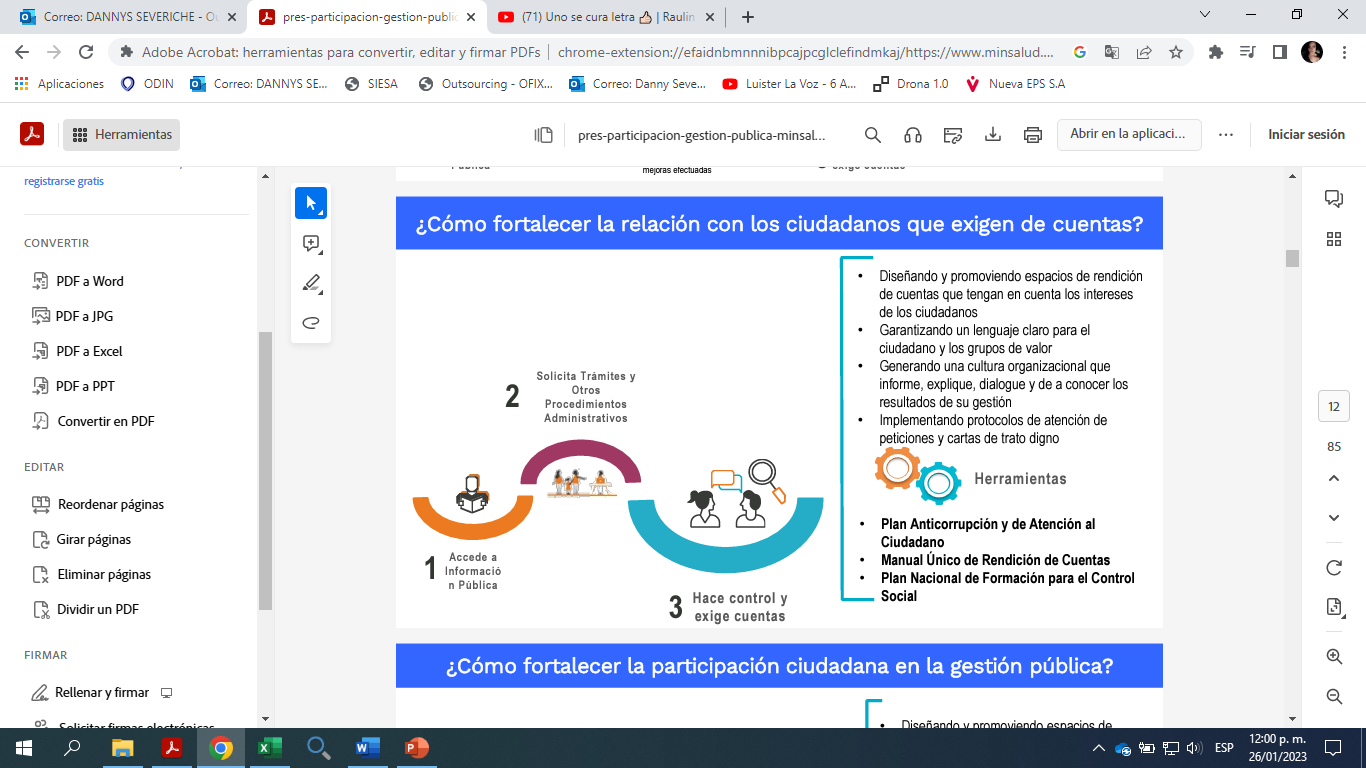 Correo: DANNYS SEVERICHE - Ou
pres-participacion-gestion-public
(71) Uno se cura letra 👍🏻 | Raulin
Adobe Acrobat: herramientas para convertir, editar y firmar PDFs
chrome-extension://efaidnbmnnnibpcajpcglclefindmkaj/https://www.minsalud....
Aplicaciones
ODIN
Correo: DANNYS SE...
SIESA
Outsourcing - OFIX...
Correo: Danny Seve...
Luister La Voz - 6 A...
Drona 1.0
Nueva EPS S.A
Herramientas
pres-participacion-gestion-publica-minsal...
Abrir en la aplicaci...
Iniciar sesión
registrarse gratis
CONVERTIR
PDF a Word
PDF a JPG
PDF a Excel
PDF a PPT
Convertir en PDF
EDITAR
Reordenar páginas
Girar páginas
Eliminar páginas
Dividir un PDF
FIRMAR
Rellenar y firmar
Solicitar firmas electrónicas
Pública
mejoras efectuadas
exige cuentas
¿Cómo fortalecer la relación con los ciudadanos que exigen de cuentas?
2
Solicita Trámites y
Otros
Procedimientos
Administrativos
1
Accede a
Informació
n Pública
3
Hace control y
exige cuentas
• Diseñando y promoviendo espacios de rendición
de cuentas que tengan en cuenta los intereses
de los ciudadanos
• Garantizando un lenguaje claro para el
ciudadano y los grupos de valor
• Generando una cultura organizacional que
informe, explique, dialogue y de a conocer los
resultados de su gestión
• Implementando protocolos de atención de
peticiones y cartas de trato digno
Herramientas
• Plan Anticorrupción y de Atención al
Ciudadano
• Manual Único de Rendición de Cuentas
• Plan Nacional de Formación para el Control
Social
¿Cómo fortalecer la participación ciudadana en la gestión pública?
• Diseñando y promoviendo espacios de
12
85
ESP
12:00 p. m.
26/01/2023